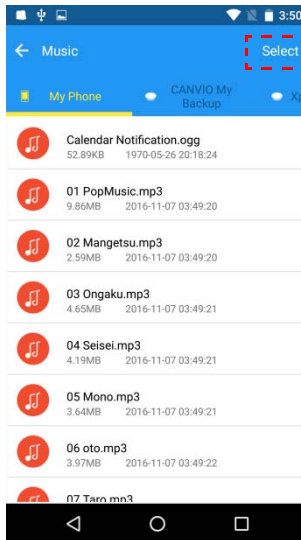 3:50
Music
Select
My Phone
CANVIO My
Backup
Calendar Notification.ogg
52.89KB 1970-05-26 20:18:24
01 PopMusic.mp3
9.86MB 2016-11-07 03:49:20
02 Mangetsu.mp3
2.59MB 2016-11-07 03:49:20
03 Ongaku.mp3
4.65MB 2016-11-07 03:49:21
04 Seisei.mp3
4.19MB 2016-11-07 03:49:21
05 Mono.mp3
3.64MB 2016-11-07 03:49:21
06 oto.mp3
3.97MB 2016-11-07 03:49:22
07 Taro.mp3